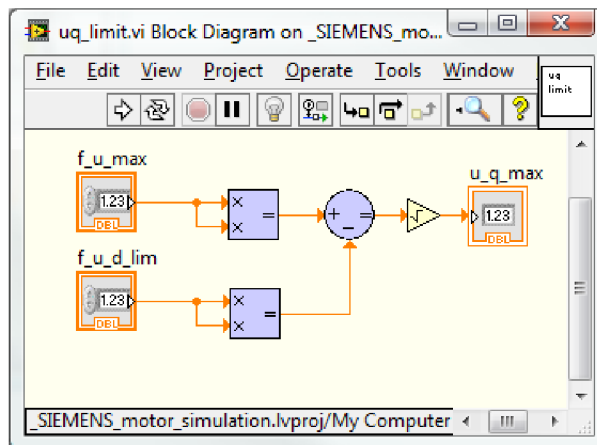 uq_limit.vi Block Diagram on _SIEMENS_mo...
File Edit View Project Operate Tools Window
uq
limit
f_u_max
1.23
DBL
× =
×
+ =
−
√
u_q_max
1.23
DBL
f_u_d_lim
1.23
DBL
× =
×
_SIEMENS_motor_simulation.lvproj/My Computer